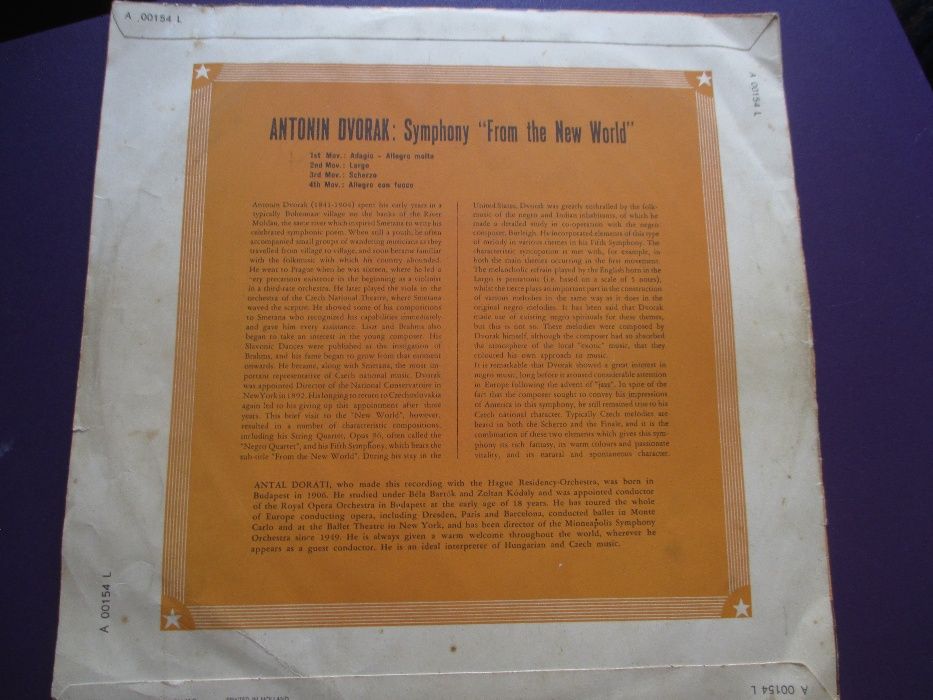 A 00154 L
A 00154 L
ANTONIN DVORAK: Symphony "From the New World"
1st Mov.: Adagio - Allegro molto
2nd Mov.: Largo
3rd Mov.: Scherzo
4th Mov.: Allegro con fuoco
Antonin Dvorak (1841-1904) spent his early years in a
typically Bohemian village on the banks of the River
Moldau, the same river which inspired Smetana to write his
celebrated symphonic poem. When still a youth, he often
accompanied small groups of wandering musicians as they
travelled from village to village, and soon became familiar
with the folkmusic with which his country abounded.
He went to Prague when he was sixteen, where he led a
very precarious existence in the beginning as a violinist
in a third-rate orchestra. He later played the viola in the
orchestra of the Czech National Theatre, where Smetana
waved the sceptre. He showed some of his compositions
to Smetana who recognized his capabilities immediately
and gave him every assistance. Liszt and Brahms also
began to take an interest in the young composer. His
Slavonic Dances were published at the instigation of
Brahms, and his fame began to grow from that moment
onwards. He became, along with Smetana, the most im-
portant representative of Czech national music. Dvorak
was appointed Director of the National Conservatoire in
New York in 1892. His longing to return to Czechoslovakia
again led to his giving up this appointment after three
years. This brief visit to the "New World", however,
resulted in a number of characteristic compositions,
including his String Quartet, Opus 96, often called the
"Negro Quartet", and his Fifth Symphony, which bears the
sub-title "From the New World". During his stay in the
United States, Dvorak was greatly enthralled by the folk-
music of the negro and Indian inhabitants, of which he
made a detailed study in co-operation with the negro
composer, Burleigh. He incorporated elements of this type
of melody in various themes in his Fifth Symphony. The
characteristic syncopation is met with, for example, in
both the main themes occurring in the first movement.
The melancholic refrain played by the English horn in the
Largo is pentatonic (i.e. based on a scale of 5 notes),
whilst the tierce plays an important part in the construction
of various melodies in the same way as it does in the
original negro melodies. It has been said that Dvorak
made use of existing negro spirituals for these themes,
but this is not so. These melodies were composed by
Dvorak himself, although the composer had so absorbed
the atmosphere of the local "exotic" music, that they
coloured his own approach to music.
It is remarkable that Dvorak showed a great interest in
negro music, long before it aroused considerable attention
in Europe following the advent of "jazz". In spite of the
fact that the composer sought to convey his impressions
of America in this symphony, he still remained true to his
Czech national character. Typically Czech melodies are
heard in both the Scherzo and the Finale, and it is the
combination of these two elements which gives this sym-
phony its rich fantasy, its warm colours and passionate
vitality, and its natural and spontaneous character.
ANTAL DORATI, who made this recording with the Hague Residency-Orchestra, was born in
Budapest in 1906. He studied under Béla Bartók and Zoltan Kódaly and was appointed conductor
of the Royal Opera Orchestra in Budapest at the early age of 18 years. He has toured the whole
of Europe conducting opera, including Dresden, Paris and Barcelona, conducted ballet in Monte
Carlo and at the Ballet Theatre in New York, and has been director of the Minneapolis Symphony
Orchestra since 1949. He is always given a warm welcome throughout the world, wherever he
appears as a guest conductor. He is an ideal interpreter of Hungarian and Czech music.
A 00154 L
A 00154 L